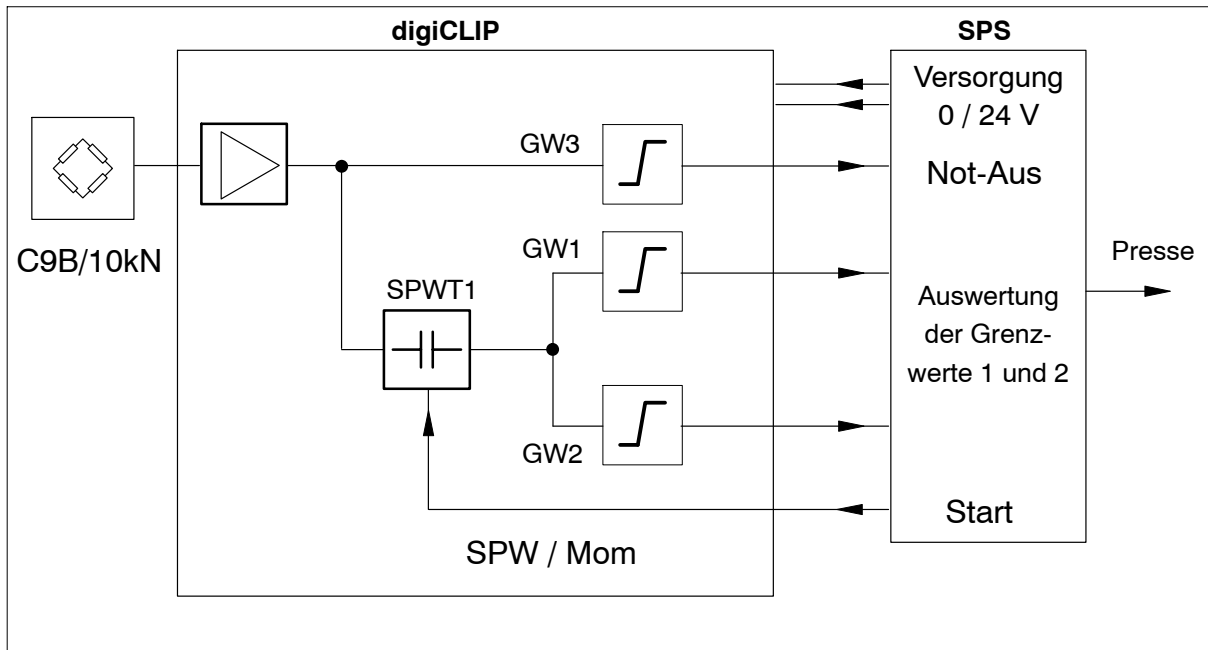 digiCLIP
SPS
Versorgung
0 / 24 V
GW3
Not-Aus
C9B/10kN
GW1
Presse
SPWT1
Auswertung
der Grenz-
werte 1 und 2
GW2
Start
SPW / Mom